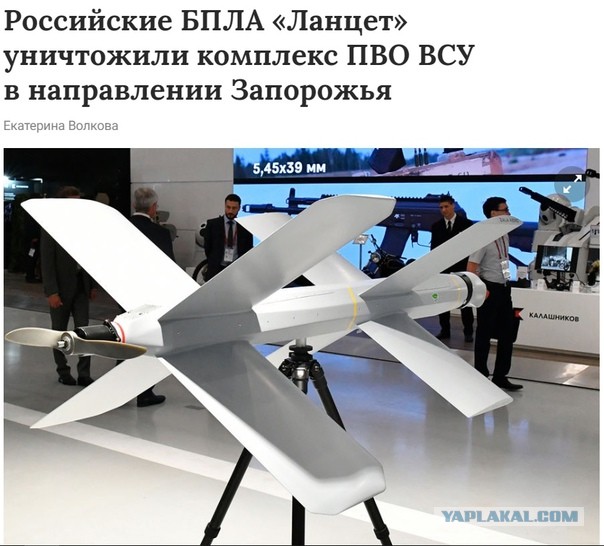 Российские БПЛА «Ланцет»
уничтожили комплекс ПВО ВСУ
в направлении Запорожья
Екатерина Волкова
5,45x39 мм
КАЛАШНИКОВ
YAPLAKAL.COM